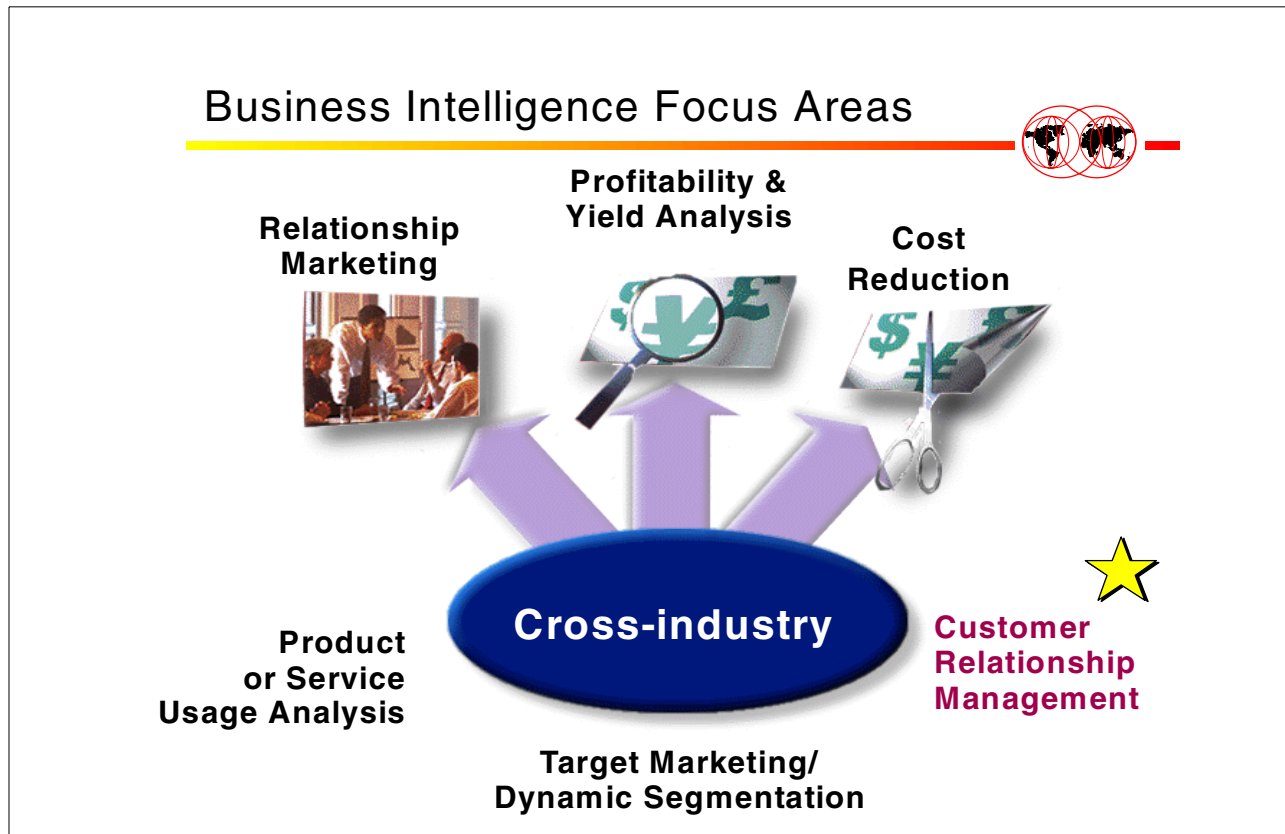 Business Intelligence Focus Areas
Profitability &
Yield Analysis
Relationship
Marketing
Cost
Reduction
$ ¥ £
$ ¥ £
Cross-industry
Product
or Service
Usage Analysis
Customer
Relationship
Management
Target Marketing/
Dynamic Segmentation